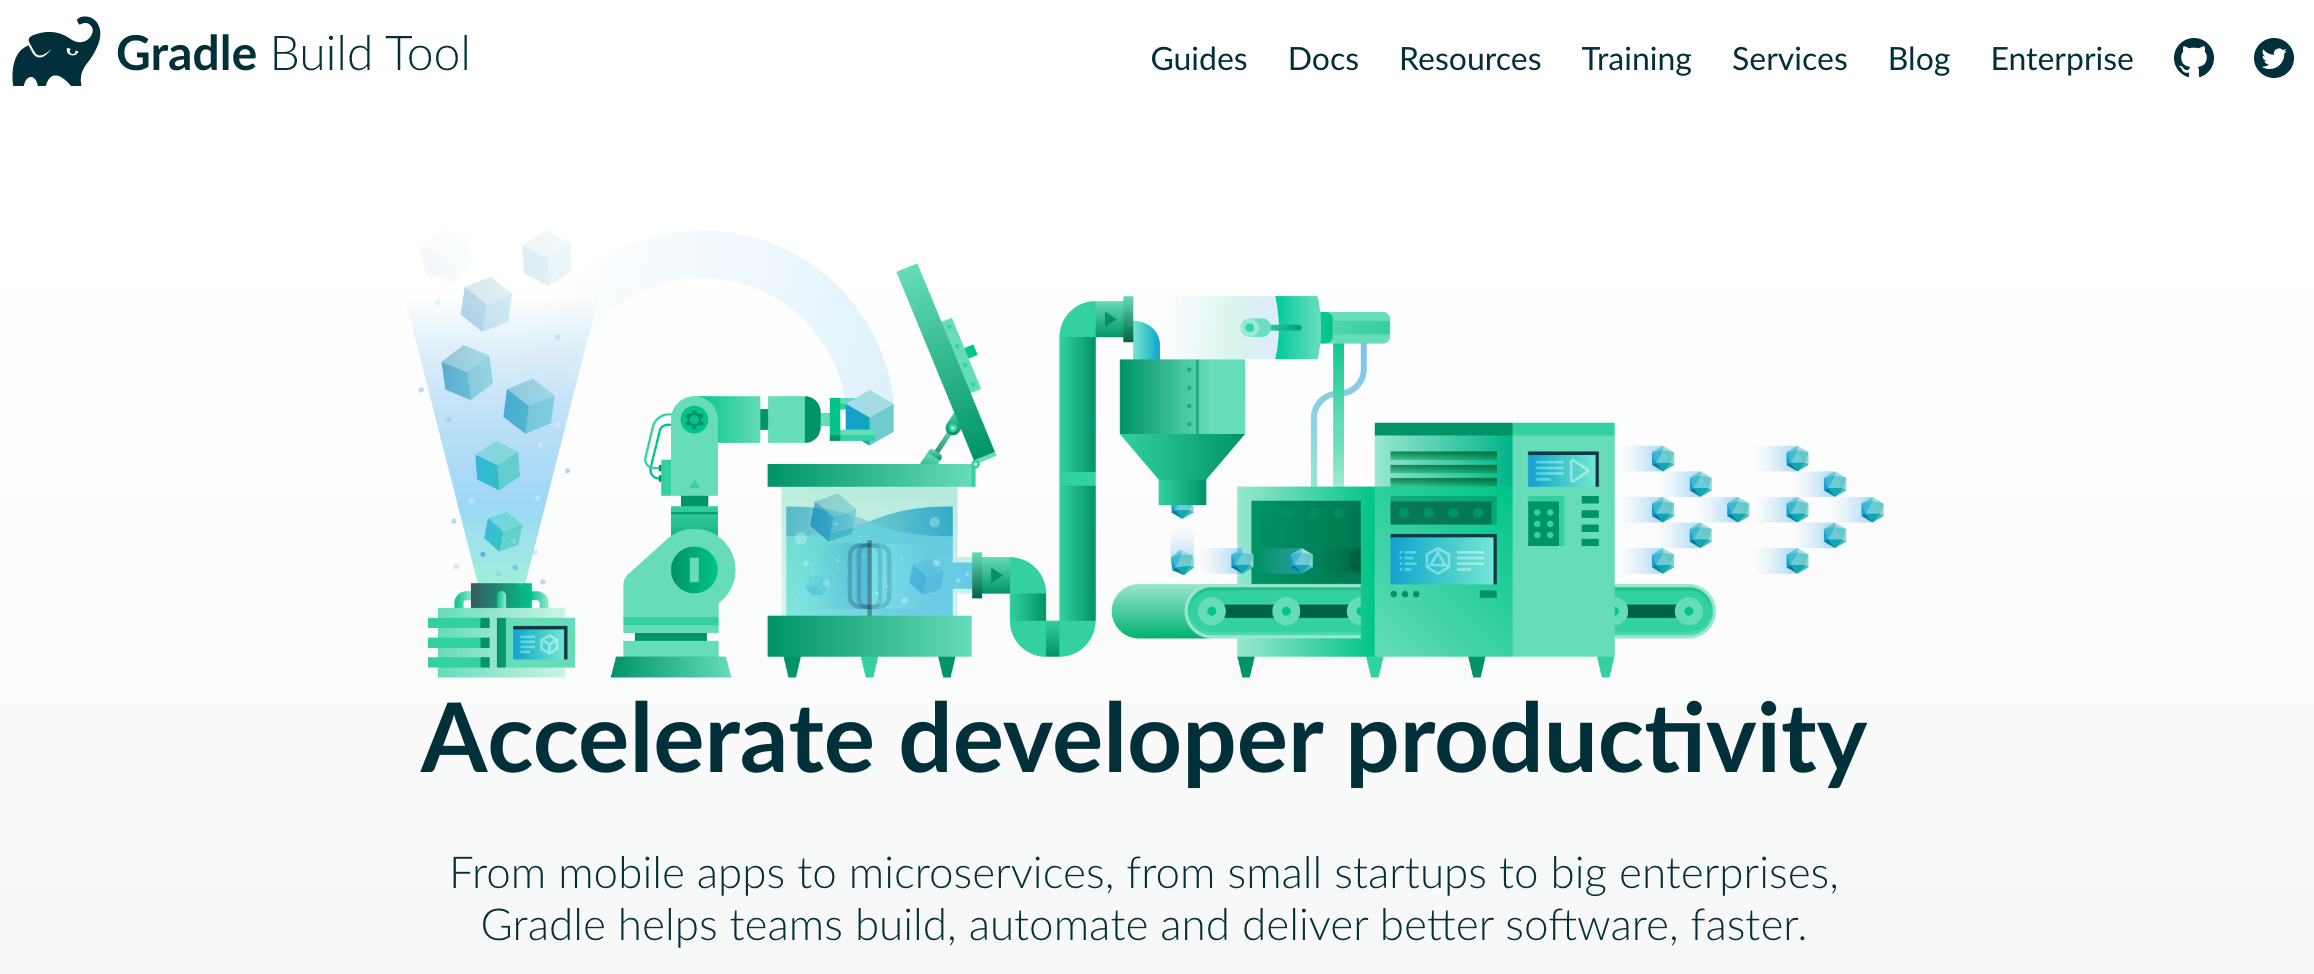 Gradle Build Tool
Guides Docs Resources Training Services Blog Enterprise
Accelerate developer productivity
From mobile apps to microservices, from small startups to big enterprises,
Gradle helps teams build, automate and deliver better software, faster.